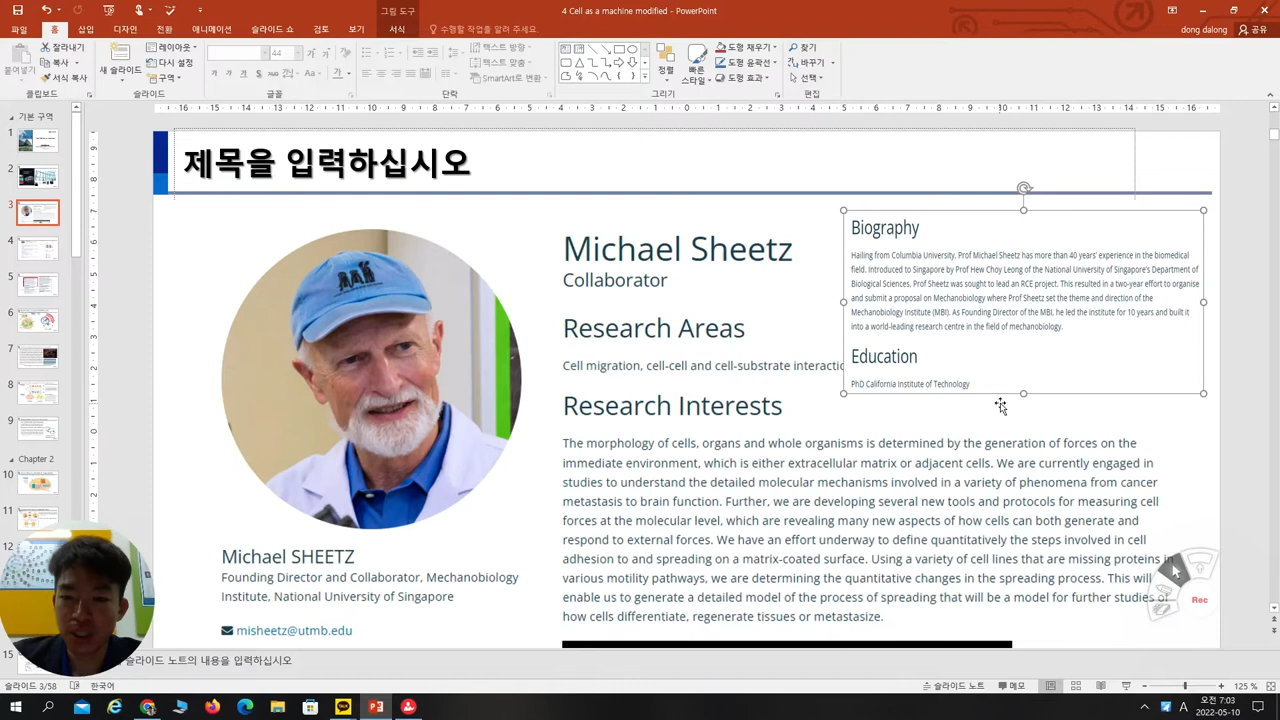 그림 도구
4 Cell as a machine modified - PowerPoint
파일
홈
삽입
디자인
전환
애니메이션
슬라이드 쇼
검토
보기
서식
수행할 작업을 알려 주세요.
dong dalong
공유
잘라내기
복사
서식 복사
클립보드
새 슬라이드
레이아웃
다시 설정
구역
슬라이드
44
글꼴
텍스트 방향
텍스트 맞춤
SmartArt로 변환
단락
정렬
빠른
스타일
도형 채우기
도형 윤곽선
도형 효과
그리기
찾기
바꾸기
선택
편집
기본 구역
Chapter 2
제목을 입력하십시오
Michael Sheetz
Collaborator
Research Areas
Cell migration, cell-cell and cell-substrate
Biography
Hailing from Columbia University. Prof Michael Sheetz has more than 40 years' experience in the biomedical
field. Introduced to Singapore by Prof Hew Choy Leong of the National University of Singapore's Department of
Biological Sciences. Prof Sheetz was sought to lead an RCE project. This resulted in a two-year effort to organise
and submit a proposal on Mechanobiology where Prof Sheetz set the theme and direction of the
Mechanobiology Institute (MBI). As Founding Director of the MBI, he led the institute for 10 years and built it
into a world-leading research centre in the field of mechanobiology.
Education
PhD California Institute of Technology
Research Interests
The morphology of cells, organs and whole organisms is determined by the generation of forces on the
immediate environment, which is either extracellular matrix or adjacent cells. We are currently engaged in
studies to understand the detailed molecular mechanisms involved in a variety of phenomena from cancer
metastasis to brain function. Further, we are developing several new tools and protocols for measuring cell
forces at the molecular level, which are revealing many new aspects of how cells can both generate and
respond to external forces. We have an effort underway to define quantitatively the steps involved in cell
adhesion to and spreading on a matrix-coated surface. Using a variety of cell lines that are missing proteins in
various motility pathways, we are determining the quantitative changes in the spreading process. This will
enable us to generate a detailed model of the process of spreading that will be a model for further studies of
how cells differentiate, regenerate tissues or metastasize.
Michael SHEETZ
Founding Director and Collaborator, Mechanobiology
Institute, National University of Singapore
misheetz@utmb.edu
Rec
슬라이드 노트의 내용을 입력하십시오
슬라이드 3/58
한국어
슬라이드 노트
메모
125 %
오전 7:03
2022-05-10